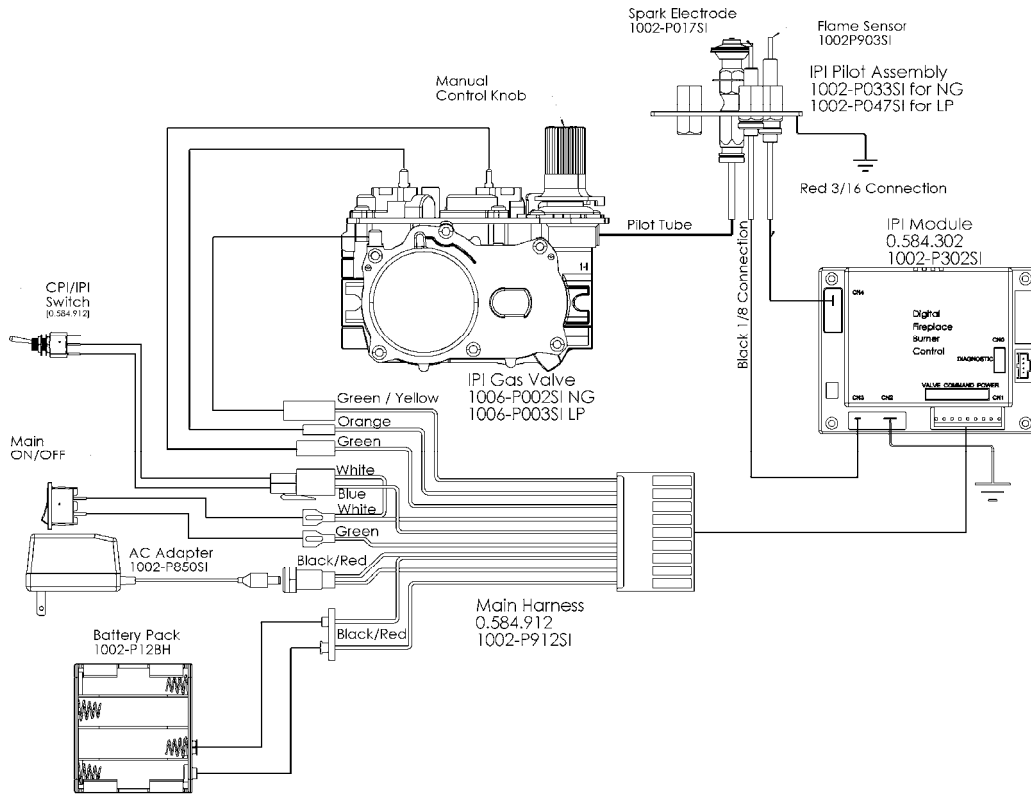 Spark Electrode
1002-P017SI
Flame Sensor
1002P903SI
IPI Pilot Assembly
1002-P033SI for NG
1002-P047SI for LP
Manual
Control Knob
Red 3/16 Connection
Pilot Tube
Black 1/8 Connection
IPI Module
0.584.302
1002-P302SI
CN4
Digital
Fireplace
Burner
Control
CN0
DIAGNOSTIC
VALVE COMMAND POWER
CN3
CN2
CN1
CPI/IPI
Switch
[0.584.912]
IPI Gas Valve
1006-P002SI NG
1006-P003SI LP
Green / Yellow
Orange
Green
White
Blue
White
Green
Black/Red
Black/Red
Main
ON/OFF
AC Adapter
1002-P850SI
Main Harness
0.584.912
1002-P912SI
Battery Pack
1002-P12BH